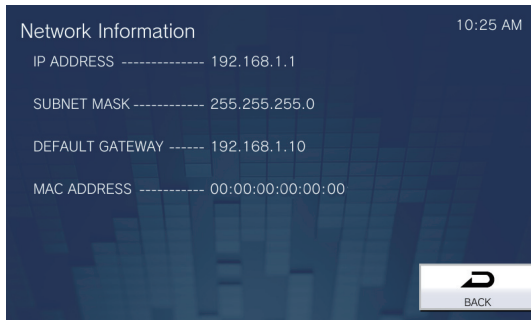 Network Information
10:25 AM
IP ADDRESS -------------- 192.168.1.1
SUBNET MASK ------------ 255.255.255.0
DEFAULT GATEWAY ------ 192.168.1.10
MAC ADDRESS ----------- 00:00:00:00:00:00
BACK